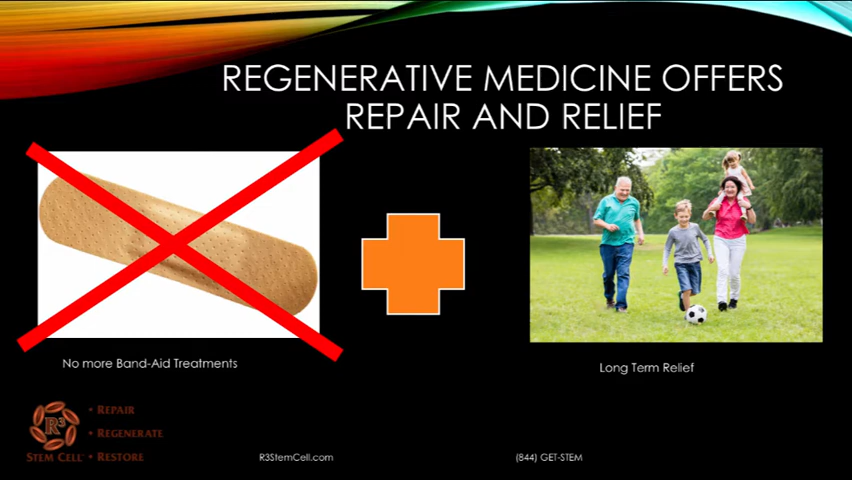 REGENERATIVE MEDICINE OFFERS
REPAIR AND RELIEF
No more Band-Aid Treatments
Long Term Relief
R3
STEM CELL
• REPAIR
• REGENERATE
• RESTORE
R3StemCell.com
(844) GET-STEM